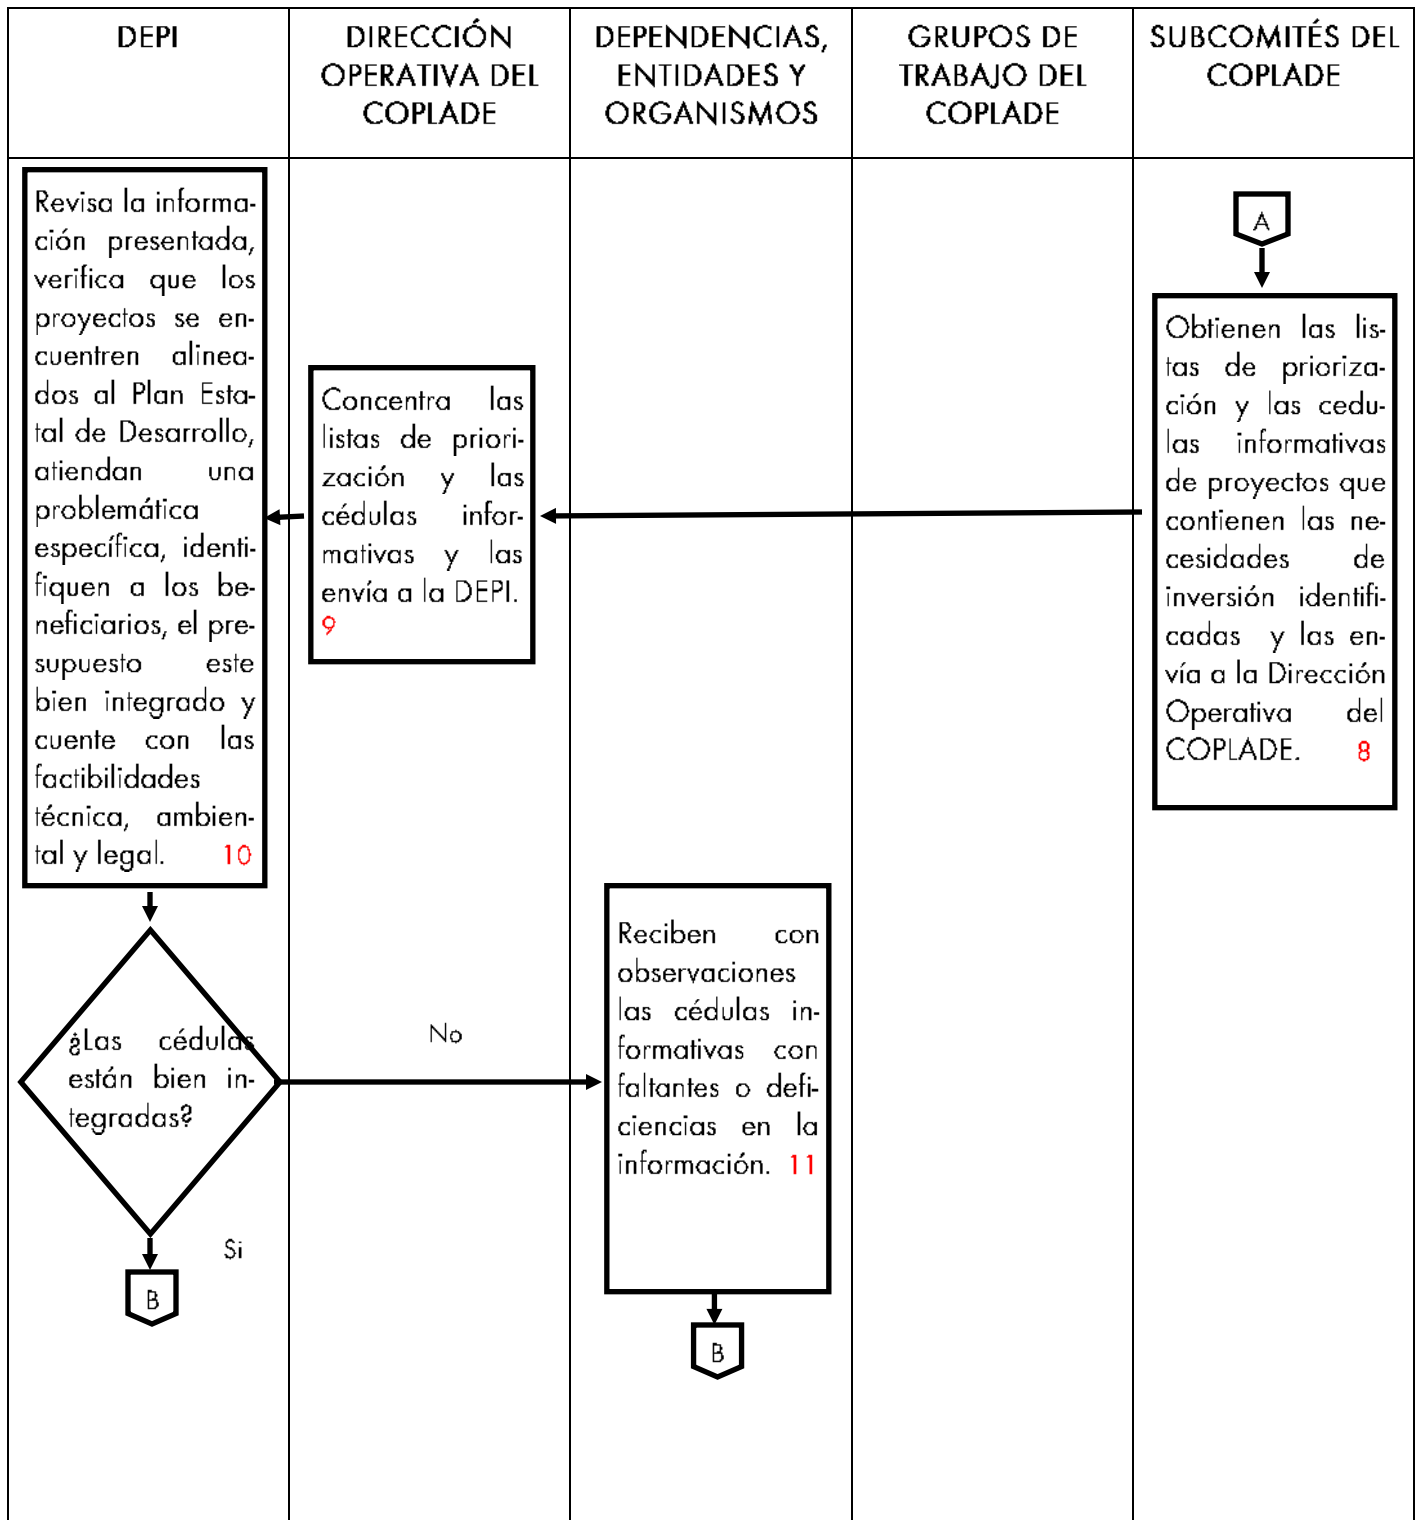 DEPI
DIRECCIÓN
OPERATIVA DEL
COPLADE
DEPENDENCIAS,
ENTIDADES Y
ORGANISMOS
GRUPOS DE
TRABAJO DEL
COPLADE
SUBCOMITÉS DEL
COPLADE
A
Obtienen las lis-
tas de prioriza-
ción y las cedu-
las informativas
de proyectos que
contienen las ne-
cesidades de
inversión identifi-
cadas y las en-
vía a la Dirección
Operativa del
COPLADE. 8
Concentra las
listas de priori-
zación y las
cédulas infor-
mativas y las
envía a la DEPI.
9
Revisa la informa-
ción presentada,
verifica que los
proyectos se en-
cuentren alinea-
dos al Plan Esta-
tal de Desarrollo,
atiendan una
problemática
específica, identi-
fiquen a los be-
neficiarios, el pre-
supuesto este
bien integrado y
cuente con las
factibilidades
técnica, ambien-
tal y legal. 10
¿Las cédulas
están bien in-
tegradas?
No
Si
B
Reciben con
observaciones
las cédulas in-
formativas con
faltantes o defi-
ciencias en la
información. 11
B